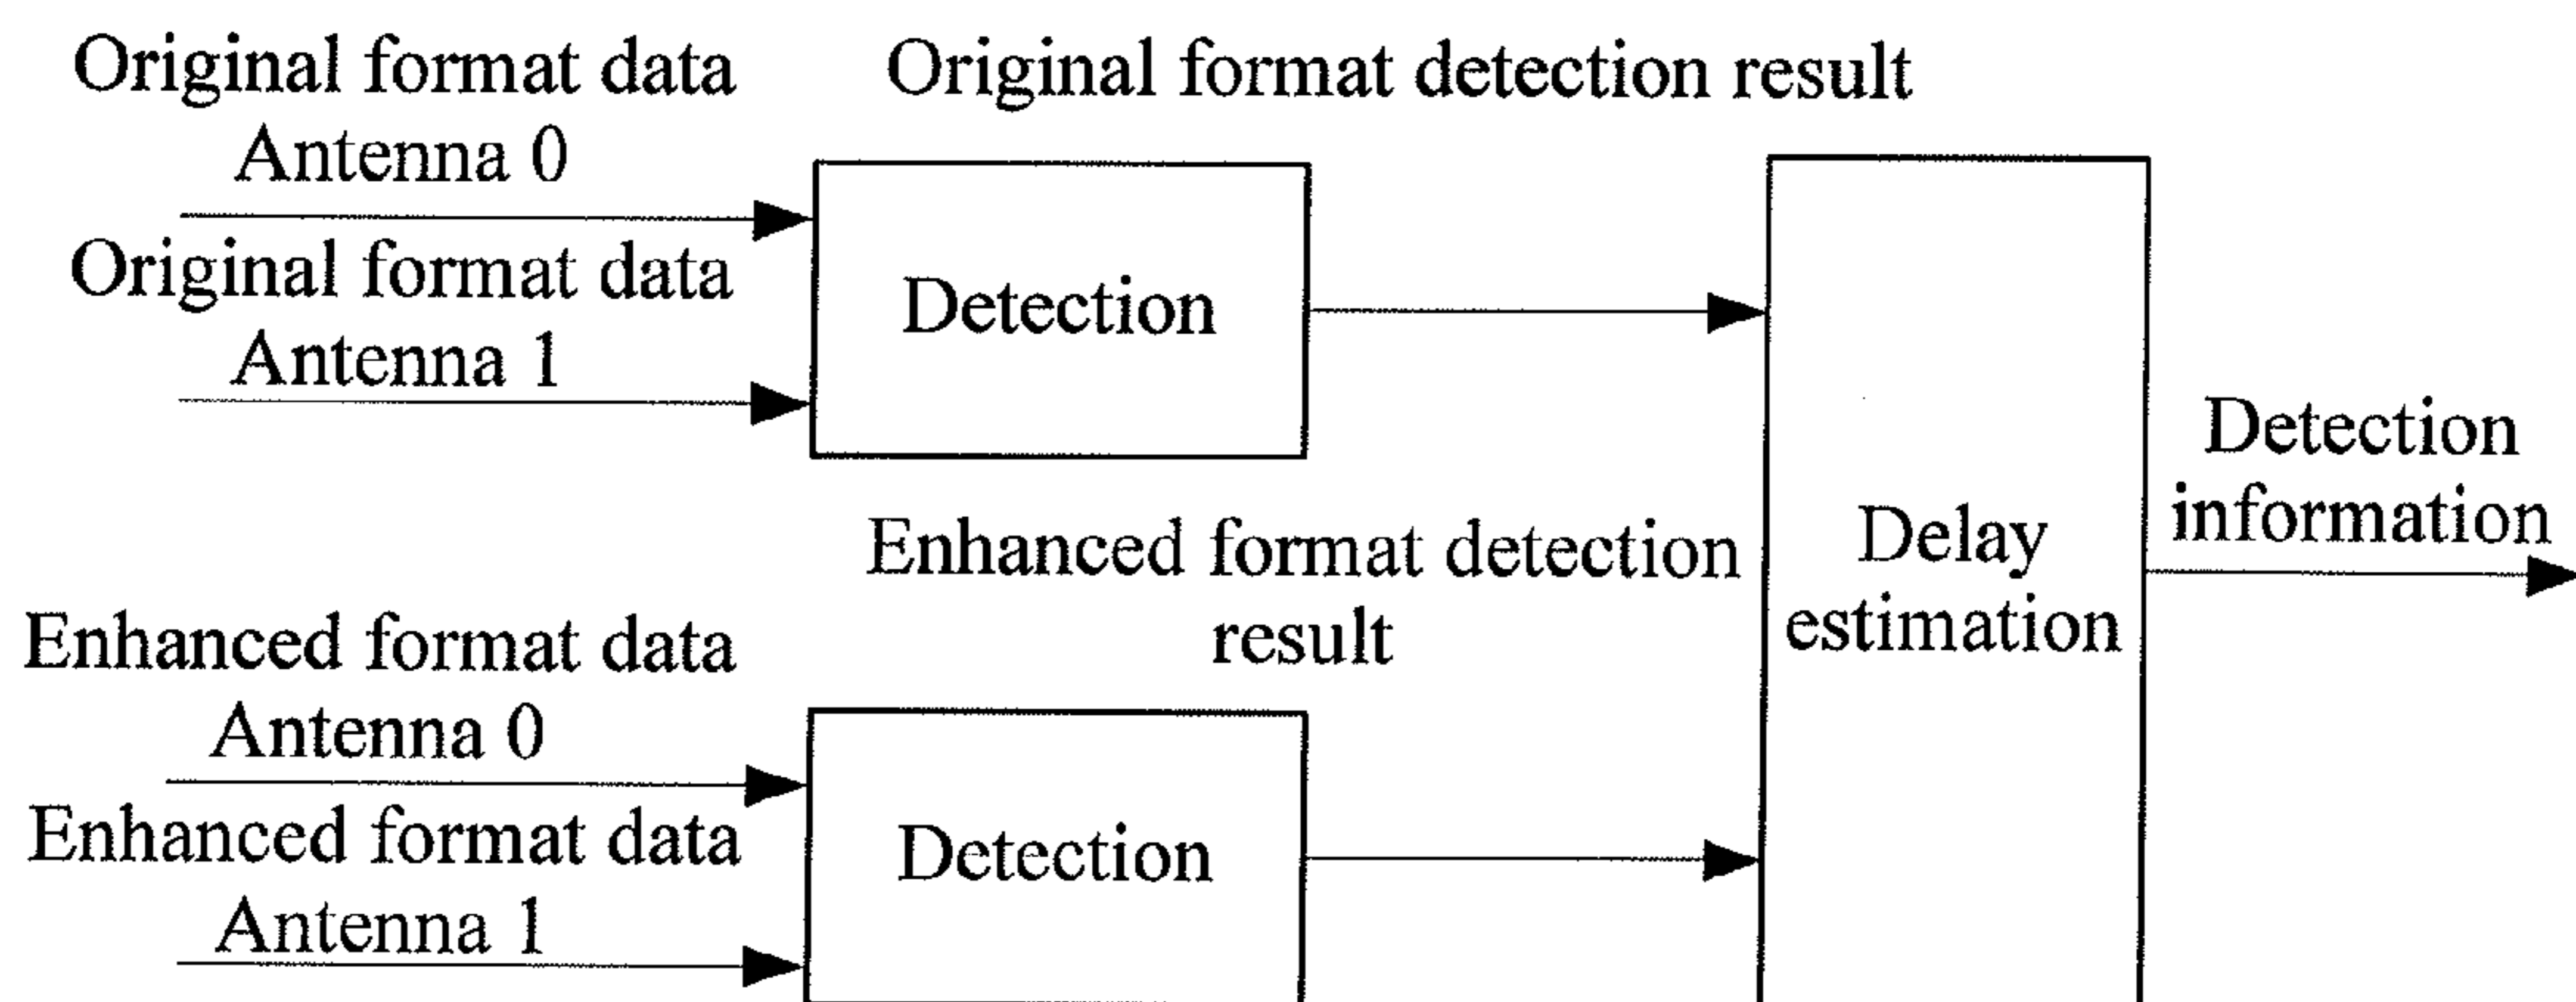 Original format data
Antenna 0
Original format detection result
Original format data
Antenna 1
Detection
Enhanced format detection
result
Enhanced format data
Antenna 0
Enhanced format data
Antenna 1
Detection
Delay
estimation
Detection
information